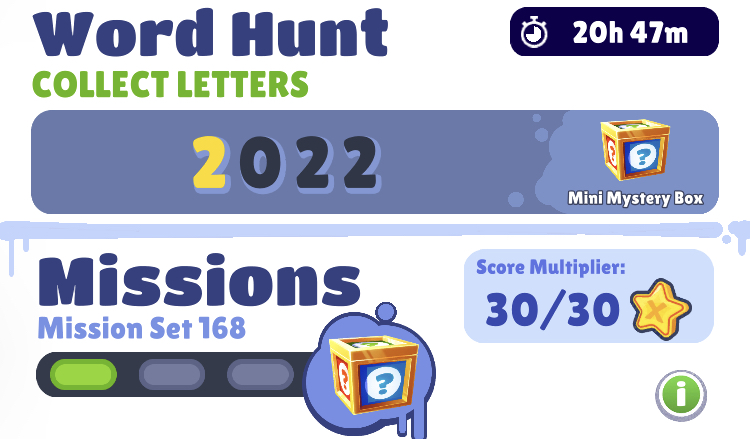 Word Hunt
20h 47m
COLLECT LETTERS
2022
Mini Mystery Box
Missions
Mission Set 168
Score Multiplier:
30/30